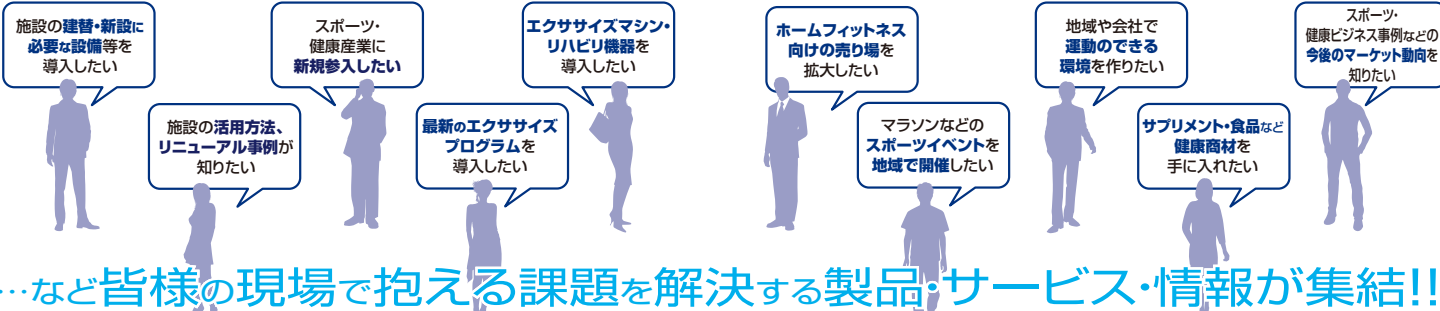 施設の建替・新設に
必要な設備等を
導入したい
施設の活用方法、
リニューアル事例が
知りたい
スポーツ・
健康産業に
新規参入したい
最新のエクササイズ
プログラムを
導入したい
エクササイズマシン・
リハビリ機器を
導入したい
ホームフィットネス
向けの売り場を
拡大したい
マラソンなどの
スポーツイベントを
地域で開催したい
地域や会社で
運動のできる
環境を作りたい
サプリメント・食品など
健康商材を
手に入れたい
スポーツ・
健康ビジネス事例などの
今後のマーケット動向を
知りたい
…など皆様の現場で抱える課題を解決する製品・サービス・情報が集結!!